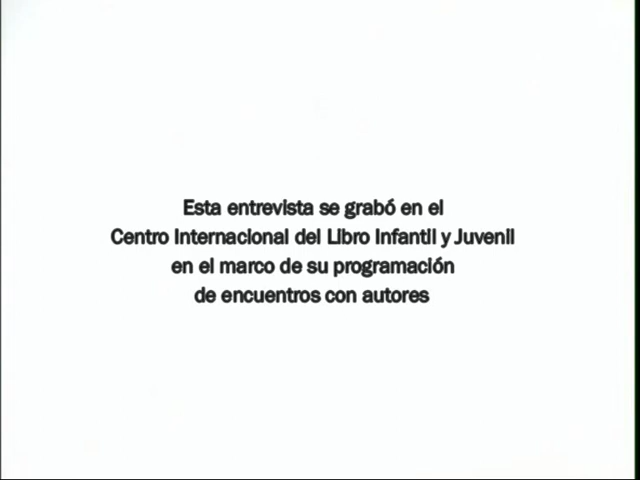 Esta entrevista se grabó en el
Centro Internacional del Libro Infantil y Juvenil
en el marco de su programación
de encuentros con autores